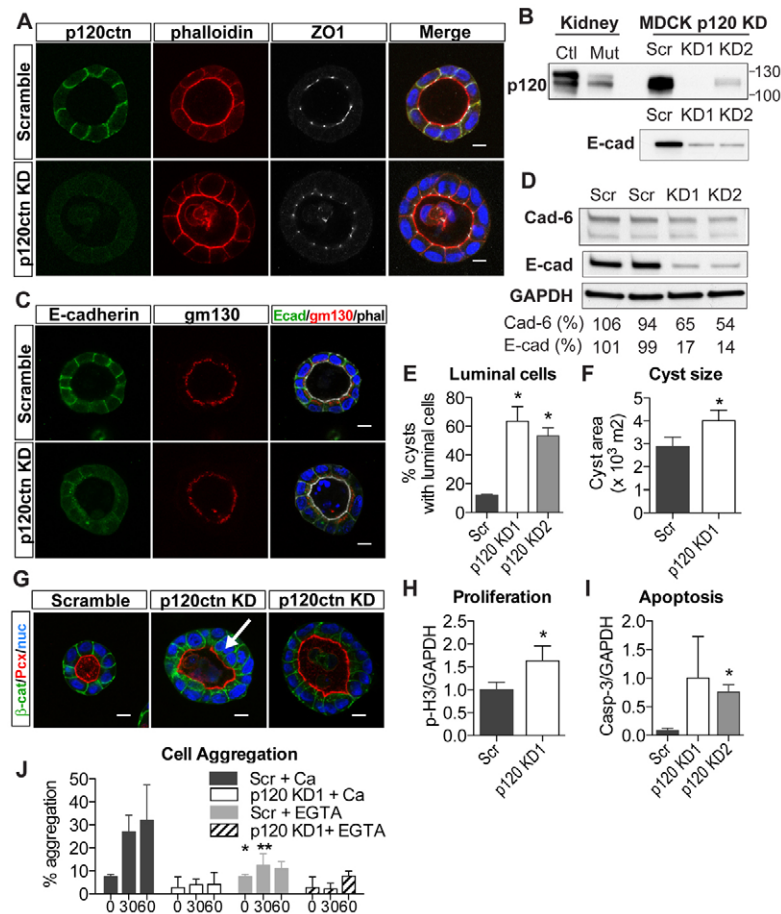 A
p120ctn phalloidin ZO1 Merge
Scramble
p120ctn KD
B
Kidney MDCK p120 KD
Ctl Mut Scr KD1 KD2
p120
130
100
Scr KD1 KD2
E-cad
C
E-cadherin gm130 Ecad/gm130/phal
Scramble
p120ctn KD
D
Scr Scr KD1 KD2
Cad-6
E-cad
GAPDH
Cad-6 (%) 106 94 65 54
E-cad (%) 101 99 17 14
E Luminal cells
% cysts
with luminal cells
80
60
40
20
0
* *
Scr p120 KD1 p120 KD2
F Cyst size
Cyst area
(x 10³ m2)
5
4
3
2
1
0
*
Scr p120 KD1
G
Scramble p120ctn KD p120ctn KD
β-cat/Pcx/nuc
H Proliferation
p-H3/GAPDH
2.5
2.0
1.5
1.0
0.5
0.0
*
Scr p120 KD1
I Apoptosis
Casp-3/GAPDH
2.0
1.5
1.0
0.5
0.0
*
Scr p120 KD1 p120 KD2
J
Cell Aggregation
% aggregation
50
40
30
20
10
0
Scr + Ca
p120 KD1 + Ca
Scr + EGTA
p120 KD1+ EGTA
* **
0 3060 0 3060 0 3060 0 3060